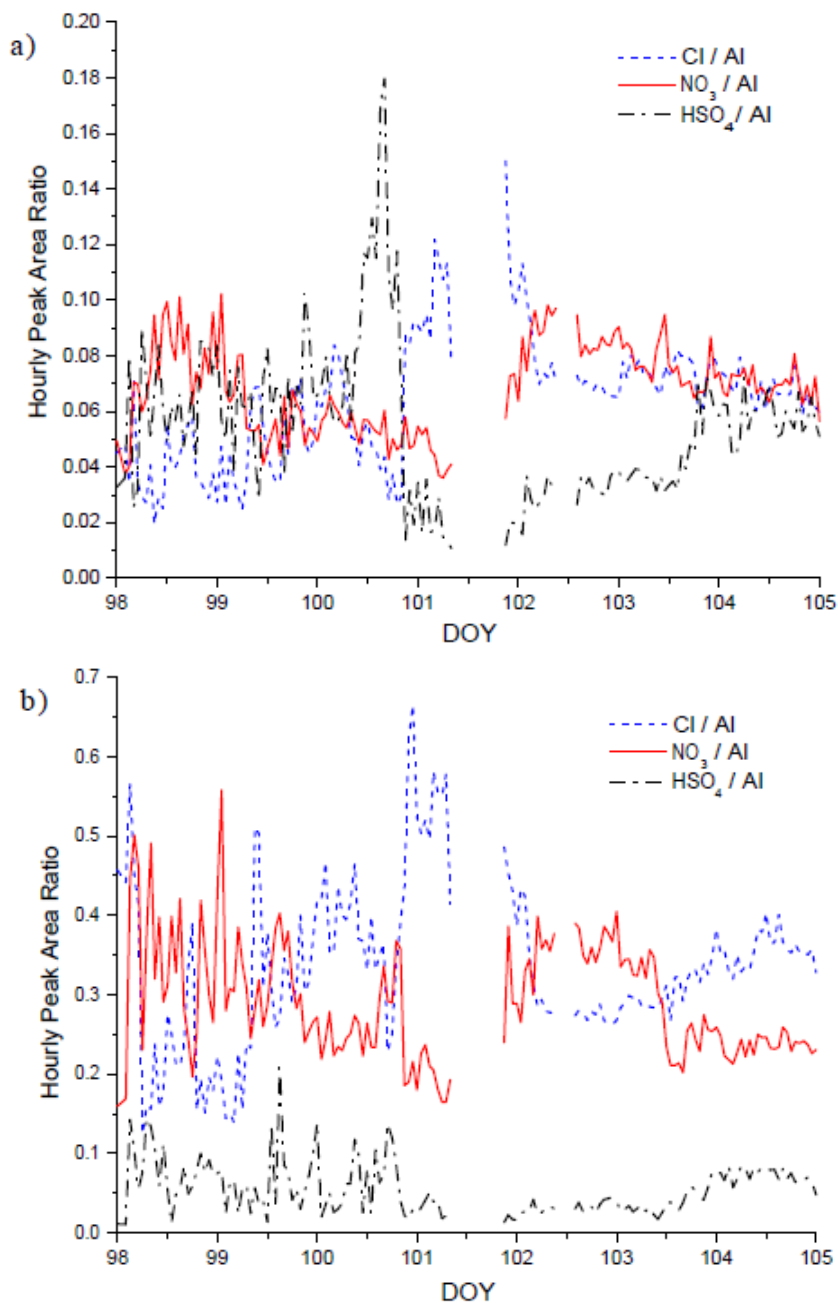 a)
0.20
0.18
0.16
0.14
0.12
0.10
0.08
0.06
0.04
0.02
0.00
Hourly Peak Area Ratio
Cl / Al
NO3 / Al
HSO4 / Al
98 99 100 101 102 103 104 105
DOY
b)
0.7
0.6
0.5
0.4
0.3
0.2
0.1
0.0
Hourly Peak Area Ratio
Cl / Al
NO3 / Al
HSO4 / Al
98 99 100 101 102 103 104 105
DOY